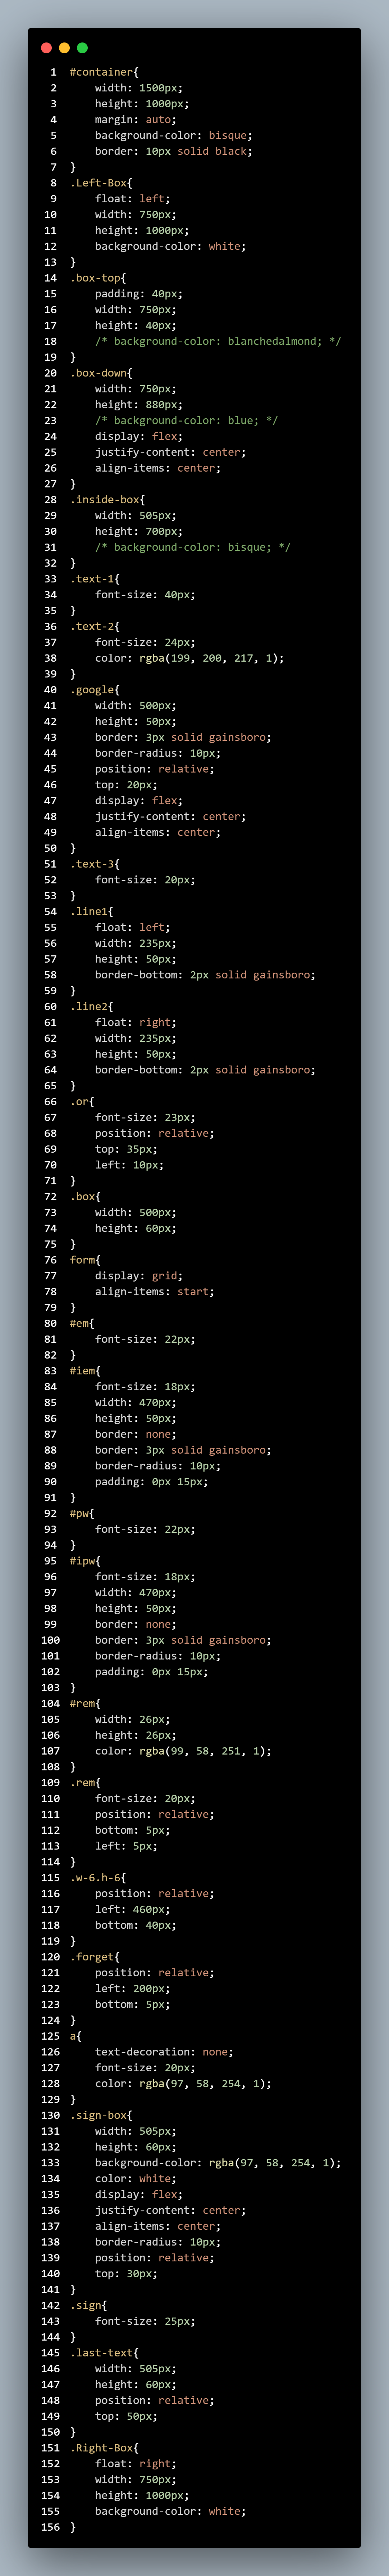 1 #container{
2     width: 1500px;
3     height: 1000px;
4     margin: auto;
5     background-color: bisque;
6     border: 10px solid black;
7 }
8 .Left-Box{
9     float: left;
10     width: 750px;
11     height: 1000px;
12     background-color: white;
13 }
14 .box-top{
15     padding: 40px;
16     width: 750px;
17     height: 40px;
18     /* background-color: blanchedalmond; */
19 }
20 .box-down{
21     width: 750px;
22     height: 880px;
23     /* background-color: blue; */
24     display: flex;
25     justify-content: center;
26     align-items: center;
27 }
28 .inside-box{
29     width: 505px;
30     height: 700px;
31     /* background-color: bisque; */
32 }
33 .text-1{
34     font-size: 40px;
35 }
36 .text-2{
37     font-size: 24px;
38     color: rgba(199, 200, 217, 1);
39 }
40 .google{
41     width: 500px;
42     height: 50px;
43     border: 3px solid gainsboro;
44     border-radius: 10px;
45     position: relative;
46     top: 20px;
47     display: flex;
48     justify-content: center;
49     align-items: center;
50 }
51 .text-3{
52     font-size: 20px;
53 }
54 .line1{
55     float: left;
56     width: 235px;
57     height: 50px;
58     border-bottom: 2px solid gainsboro;
59 }
60 .line2{
61     float: right;
62     width: 235px;
63     height: 50px;
64     border-bottom: 2px solid gainsboro;
65 }
66 .or{
67     font-size: 23px;
68     position: relative;
69     top: 35px;
70     left: 10px;
71 }
72 .box{
73     width: 500px;
74     height: 60px;
75 }
76 form{
77     display: grid;
78     align-items: start;
79 }
80 #em{
81     font-size: 22px;
82 }
83 #iem{
84     font-size: 18px;
85     width: 470px;
86     height: 50px;
87     border: none;
88     border: 3px solid gainsboro;
89     border-radius: 10px;
90     padding: 0px 15px;
91 }
92 #pw{
93     font-size: 22px;
94 }
95 #ipw{
96     font-size: 18px;
97     width: 470px;
98     height: 50px;
99     border: none;
100     border: 3px solid gainsboro;
101     border-radius: 10px;
102     padding: 0px 15px;
103 }
104 #rem{
105     width: 26px;
106     height: 26px;
107     color: rgba(99, 58, 251, 1);
108 }
109 .rem{
110     font-size: 20px;
111     position: relative;
112     bottom: 5px;
113     left: 5px;
114 }
115 .w-6.h-6{
116     position: relative;
117     left: 460px;
118     bottom: 40px;
119 }
120 .forget{
121     position: relative;
122     left: 200px;
123     bottom: 5px;
124 }
125 a{
126     text-decoration: none;
127     font-size: 20px;
128     color: rgba(97, 58, 254, 1);
129 }
130 .sign-box{
131     width: 505px;
132     height: 60px;
133     background-color: rgba(97, 58, 254, 1);
134     color: white;
135     display: flex;
136     justify-content: center;
137     align-items: center;
138     border-radius: 10px;
139     position: relative;
140     top: 30px;
141 }
142 .sign{
143     font-size: 25px;
144 }
145 .last-text{
146     width: 505px;
147     height: 60px;
148     position: relative;
149     top: 50px;
150 }
151 .Right-Box{
152     float: right;
153     width: 750px;
154     height: 1000px;
155     background-color: white;
156 }